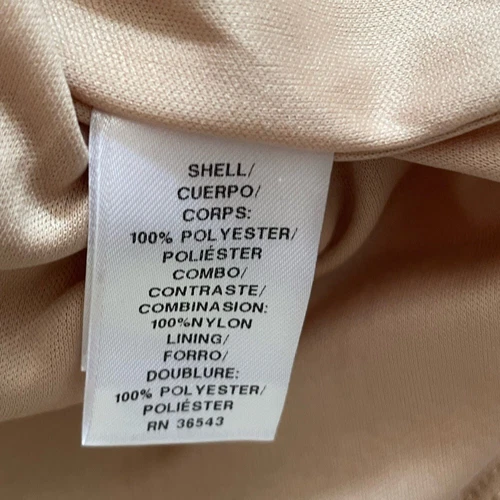 SHELL/
CUERPO/
CORPS:
100% POLYESTER/
POLIÉSTER
COMBO/
CONTRASTE/
COMBINASION:
100%NYLON
LINING/
FORRO/
DOUBLURE:
100% POLYESTER/
POLIÉSTER
RN 36543